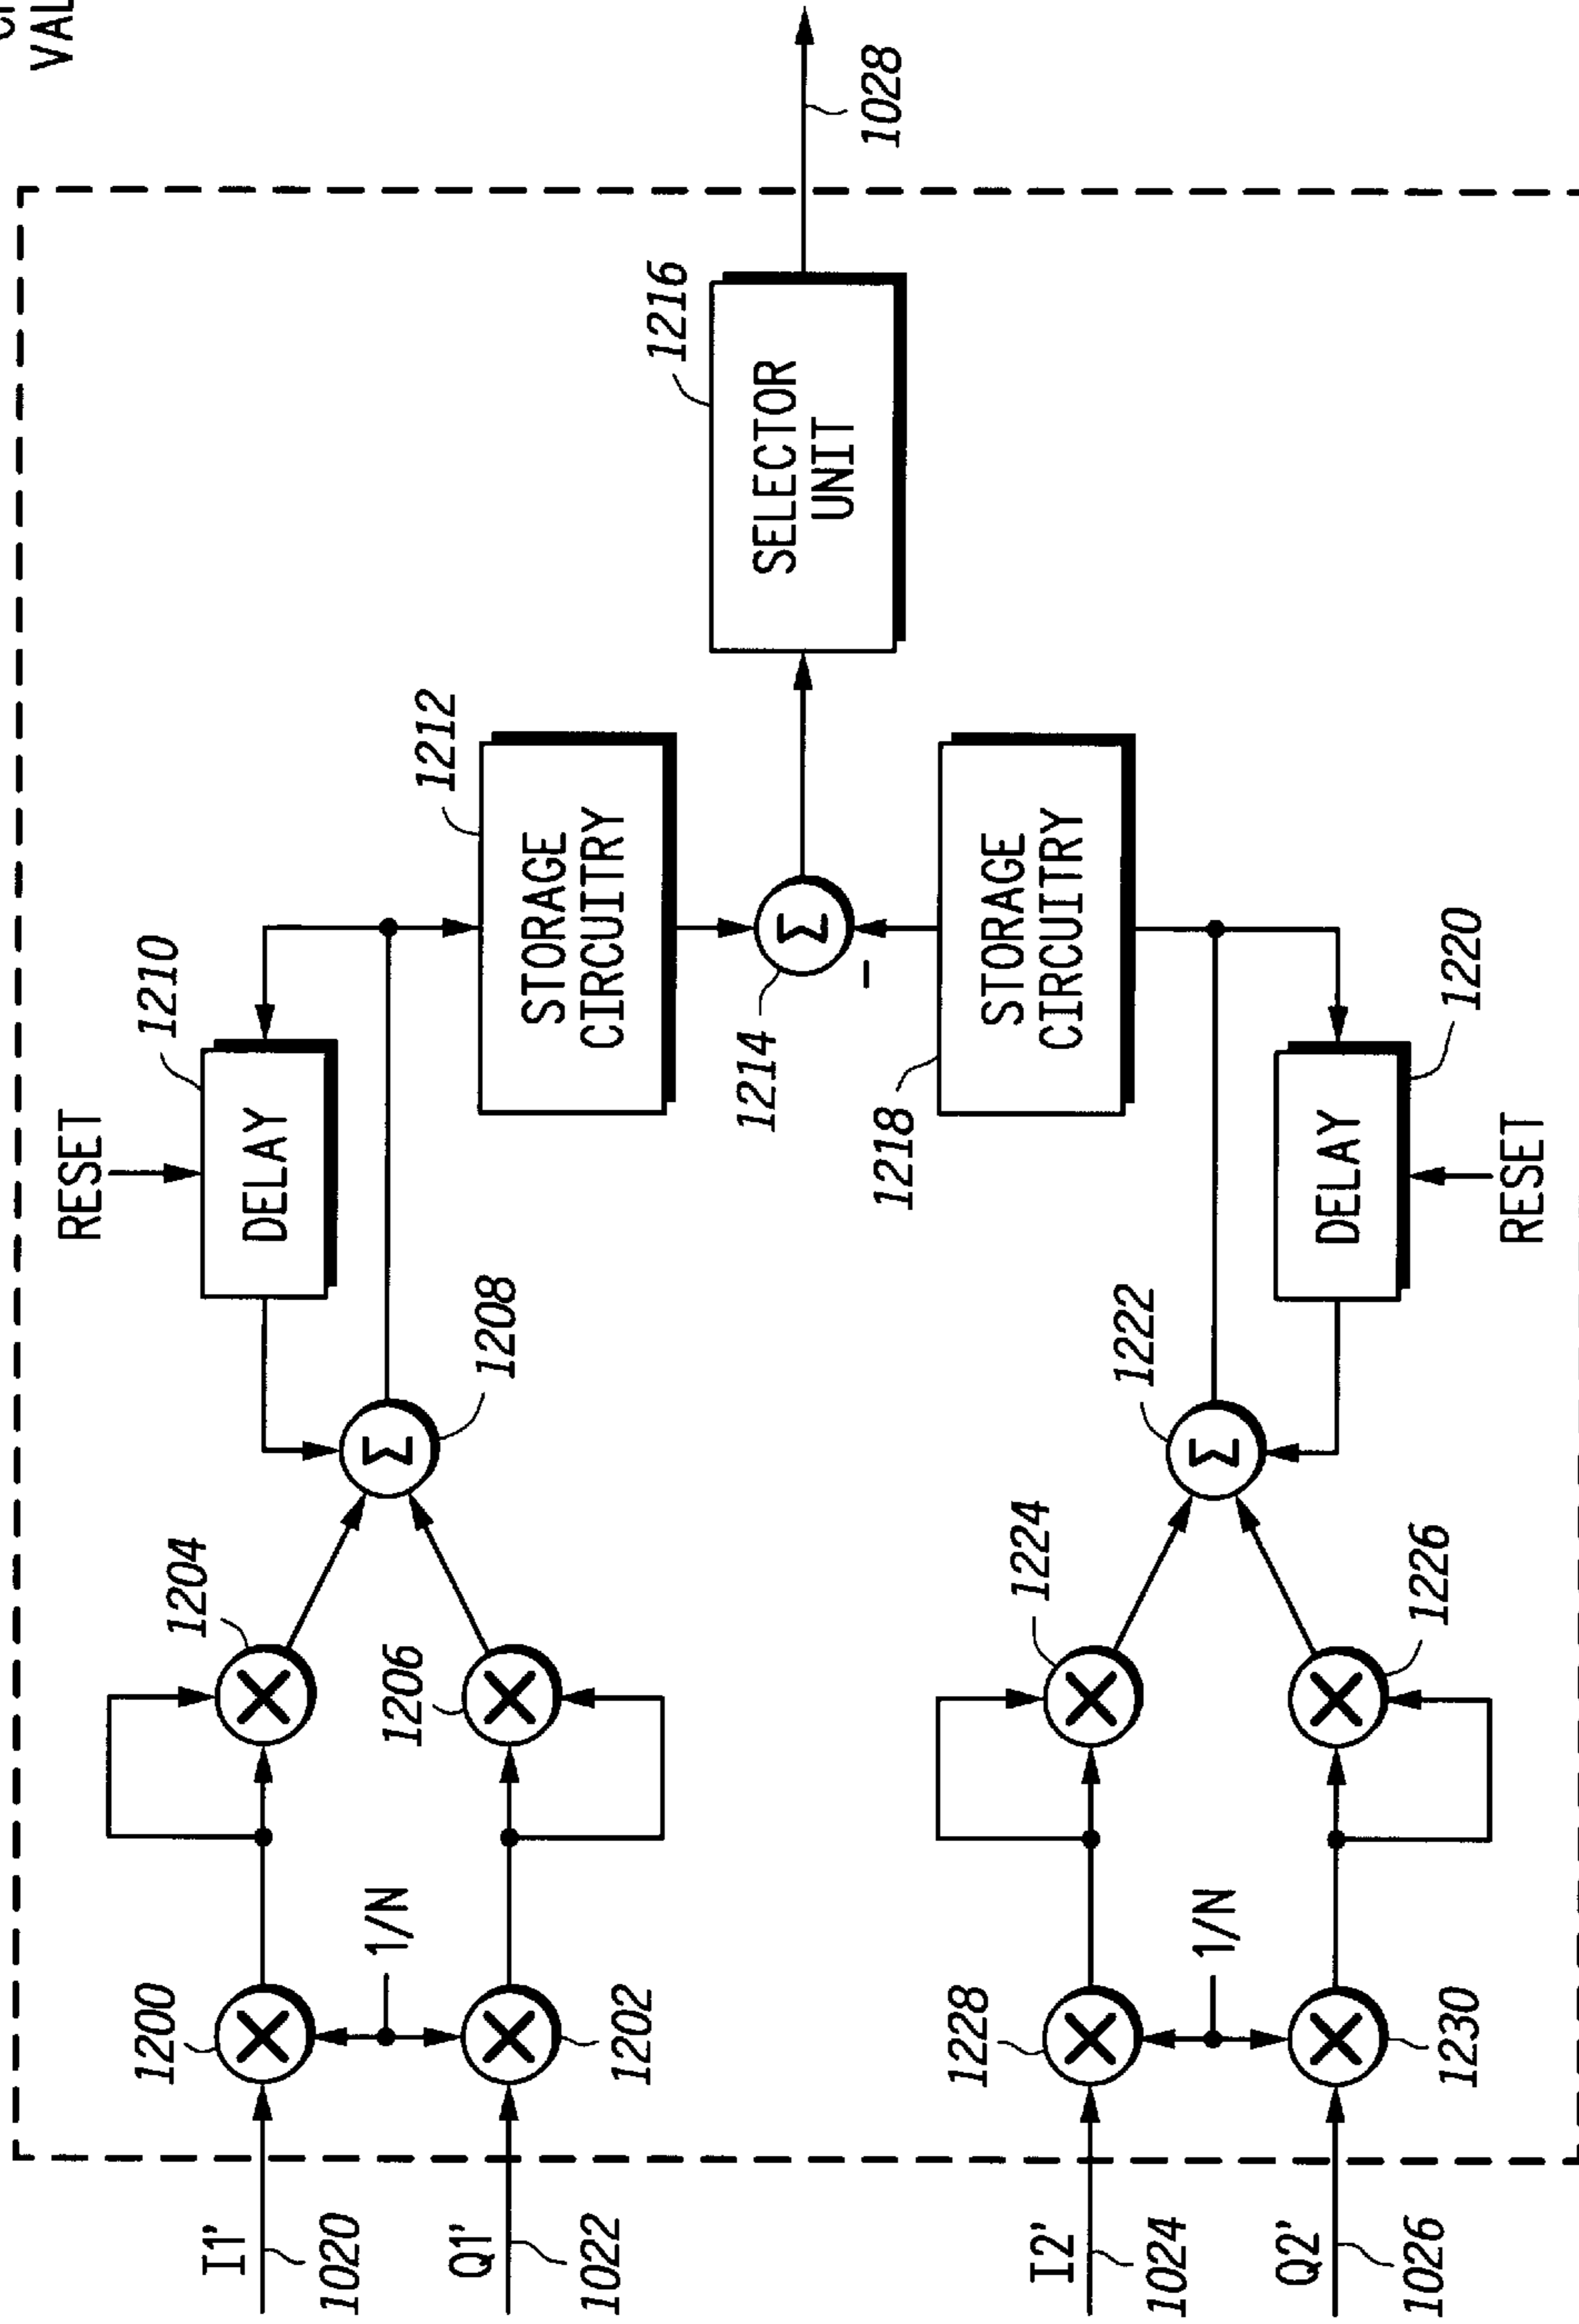 VAL
RESET
1200
1204
1210
I1'
DELAY
1020
1/N
1206
1212
Q1'
1208
STORAGE
CIRCUITRY
1022
1202
1216
1214
SELECTOR
UNIT
1028
Σ
Σ
−
1218
1228
1224
STORAGE
CIRCUITRY
I2'
1222
1024
1/N
Σ
Q2'
DELAY
1026
1230
1226
1220
RESET